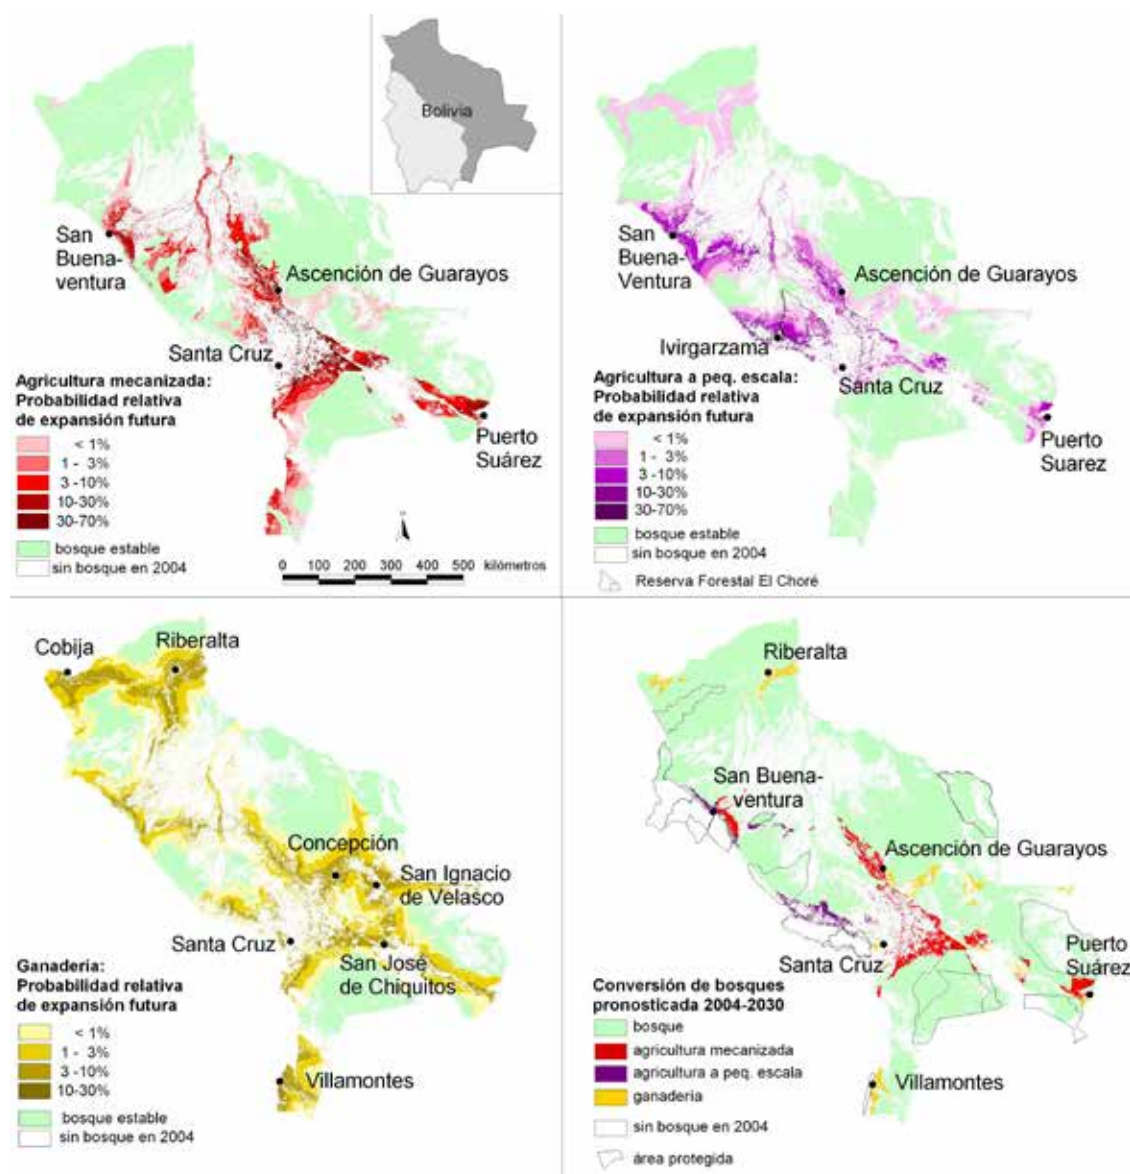 Bolivia
San
Buena-
ventura
Ascención de Guarayos
Santa Cruz
Puerto
Suárez
Agricultura mecanizada:
Probabilidad relativa
de expansión futura
< 1%
1 - 3%
3 -10%
10-30%
30-70%
bosque estable
sin bosque en 2004
0 100 200 300 400 500 kilómetros
San
Buena-
Ventura
Ascención de Guarayos
Ivirgarzama
Santa Cruz
Puerto
Suarez
Agricultura a peq. escala:
Probabilidad relativa
de expansión futura
< 1%
1 - 3%
3 -10%
10-30%
30-70%
bosque estable
sin bosque en 2004
Reserva Forestal El Choré
Cobija
Riberalta
Concepción
San Ignacio
de Velasco
Santa Cruz
San José
de Chiquitos
Villamontes
Ganadería:
Probabilidad relativa
de expansión futura
< 1%
1 - 3%
3 -10%
10-30%
bosque estable
sin bosque en 2004
Riberalta
San Buena-
ventura
Ascención de Guarayos
Santa Cruz
Puerto
Suárez
Villamontes
Conversión de bosques
pronosticada 2004-2030
bosque
agricultura mecanizada
agricultura a peq. escala
ganadería
sin bosque en 2004
área protegida